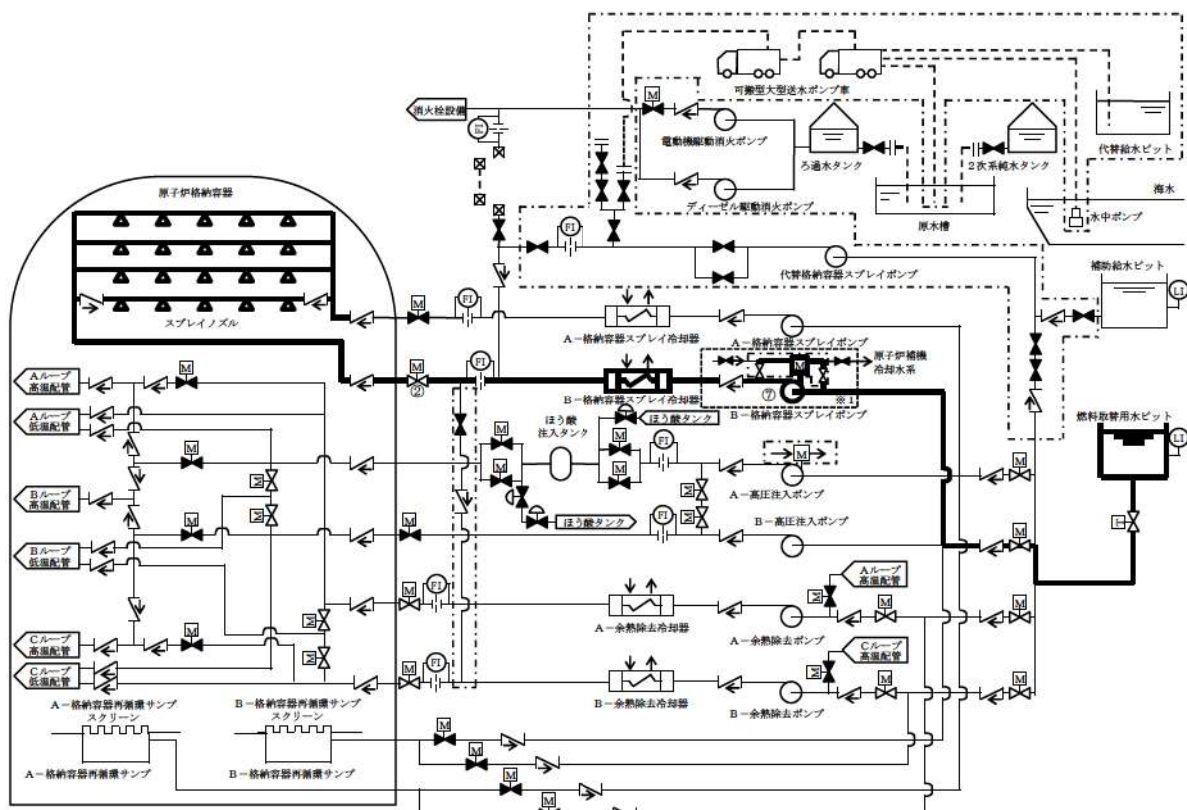 可搬型大型送水ポンプ車
代替給水ピット
消火栓設備
M
FI
電動機駆動消火ポンプ
ろ過水タンク
2次系純水タンク
海水
ディーゼル駆動消火ポンプ
原水槽
水中ポンプ
原子炉格納容器
FI
代替格納容器スプレイポンプ
補助給水ピット
LI
スプレイノズル
M
FI
A-格納容器スプレイ冷却器
A-格納容器スプレイポンプ
原子炉補機
冷却水系
M
②
FI
B-格納容器スプレイ冷却器
⑦
M
※1
B-格納容器スプレイポンプ
Aループ
高温配管
M
Aループ
低温配管
ほう酸
注入タンク
ほう酸タンク
燃料取替用水ピット
LI
M
M
M
M
FI
M
M
A-高圧注入ポンプ
M
Bループ
高温配管
M
M
M
ほう酸タンク
FI
M
B-高圧注入ポンプ
M
M
M
M
Bループ
低温配管
T
M
FI
A-余熱除去冷却器
A-余熱除去ポンプ
Aループ
高温配管
M
M
M
M
Cループ
高温配管
M
M
Cループ
低温配管
M
FI
B-余熱除去冷却器
B-余熱除去ポンプ
Cループ
高温配管
M
M
M
A-格納容器再循環サンプ
スクリーン
B-格納容器再循環サンプ
スクリーン
M
M
A-格納容器再循環サンプ
B-格納容器再循環サンプ
M
M